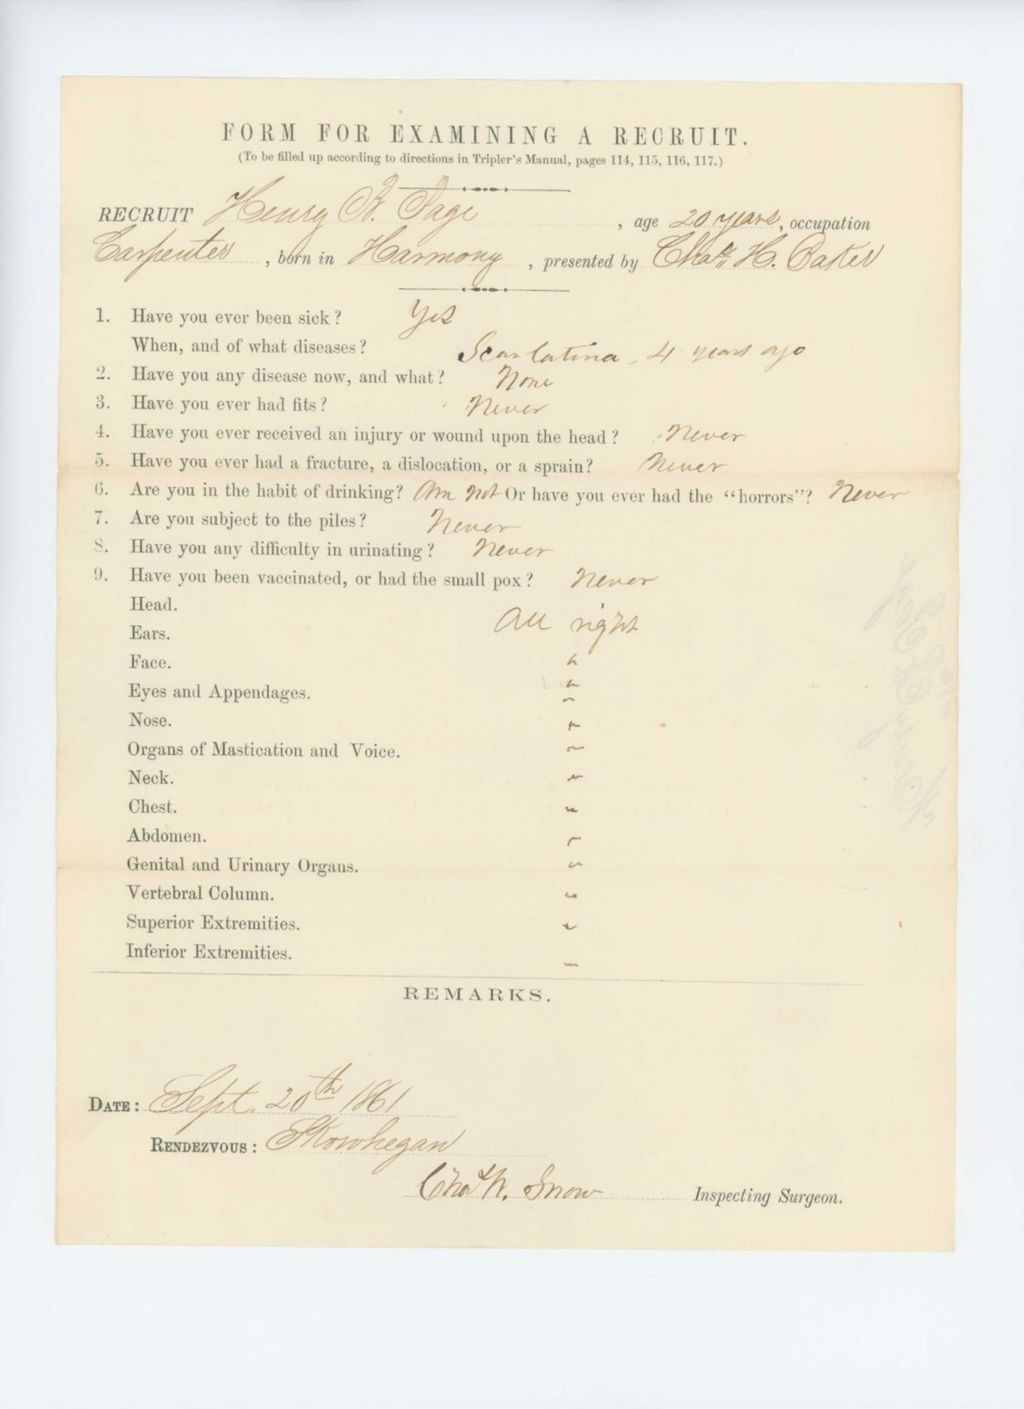 FORM FOR EXAMINING A RECRUIT.
(To be filled up according to directions in Tripler's Manual, pages 114, 115, 116, 117.)
RECRUIT Henry Page , age 20 years, occupation
Carpenter , born in Harmony , presented by Chas. H. Baker
1. Have you ever been sick? Yes
When, and of what diseases? Scarlatina - 4 years ago
2. Have you any disease now, and what? None
3. Have you ever had fits? Never
4. Have you ever received an injury or wound upon the head? Never
5. Have you ever had a fracture, a dislocation, or a sprain? Never
6. Are you in the habit of drinking? Am Not Or have you ever had the "horrors"? Never
7. Are you subject to the piles? Never
8. Have you any difficulty in urinating? Never
9. Have you been vaccinated, or had the small pox? Never
Head.
All right
Ears.
Face. "
Eyes and Appendages. "
Nose. "
Organs of Mastication and Voice. "
Neck. "
Chest. "
Abdomen. "
Genital and Urinary Organs. "
Vertebral Column. "
Superior Extremities. "
Inferior Extremities. "
REMARKS.
DATE: Sept. 20th 1861
RENDEZVOUS: Skowhegan
Chas W. Snow Inspecting Surgeon.